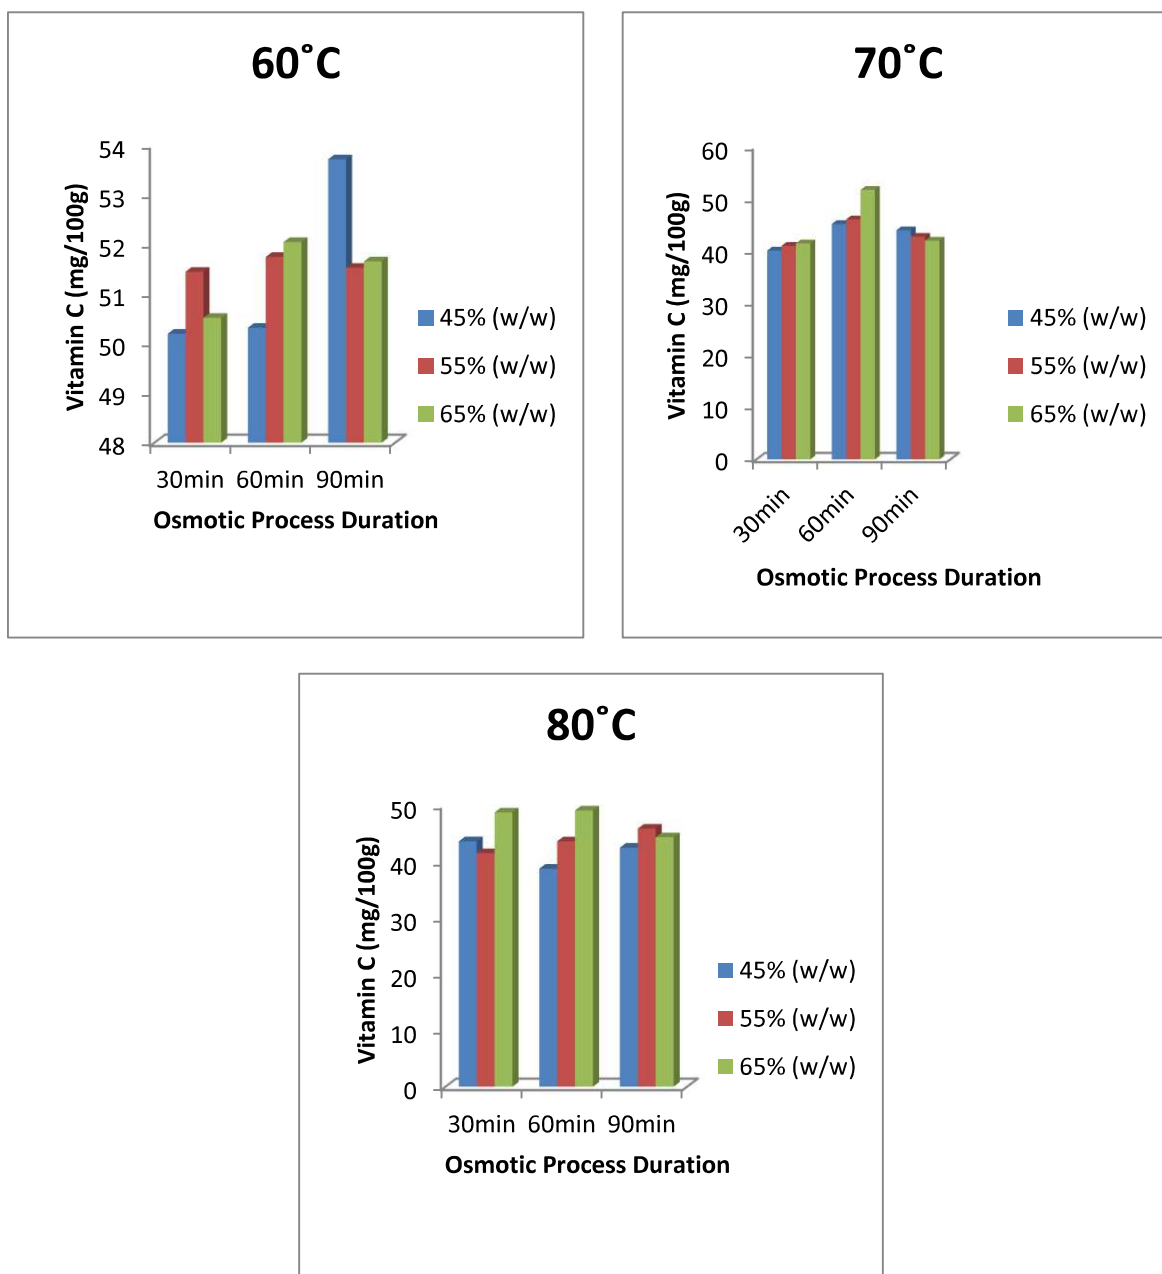 60˚C
Vitamin C (mg/100g)
54
53
52
51
50
49
48
30min 60min 90min
Osmotic Process Duration
45% (w/w)
55% (w/w)
65% (w/w)
70˚C
Vitamin C (mg/100g)
60
50
40
30
20
10
0
30min 60min 90min
Osmotic Process Duration
45% (w/w)
55% (w/w)
65% (w/w)
80˚C
Vitamin C (mg/100g)
50
40
30
20
10
0
30min 60min 90min
Osmotic Process Duration
45% (w/w)
55% (w/w)
65% (w/w)